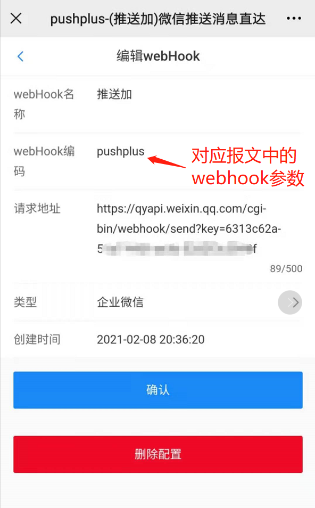 pushplus-(推送加)微信推送消息直达
编辑webHook
webHook名称
推送加
webHook编码
pushplus
对应报文中的
webhook参数
请求地址
https://qyapi.weixin.qq.com/cgi-
bin/webhook/send?key=6313c62a-
89/500
类型
企业微信
创建时间
2021-02-08 20:36:20
确认
删除配置